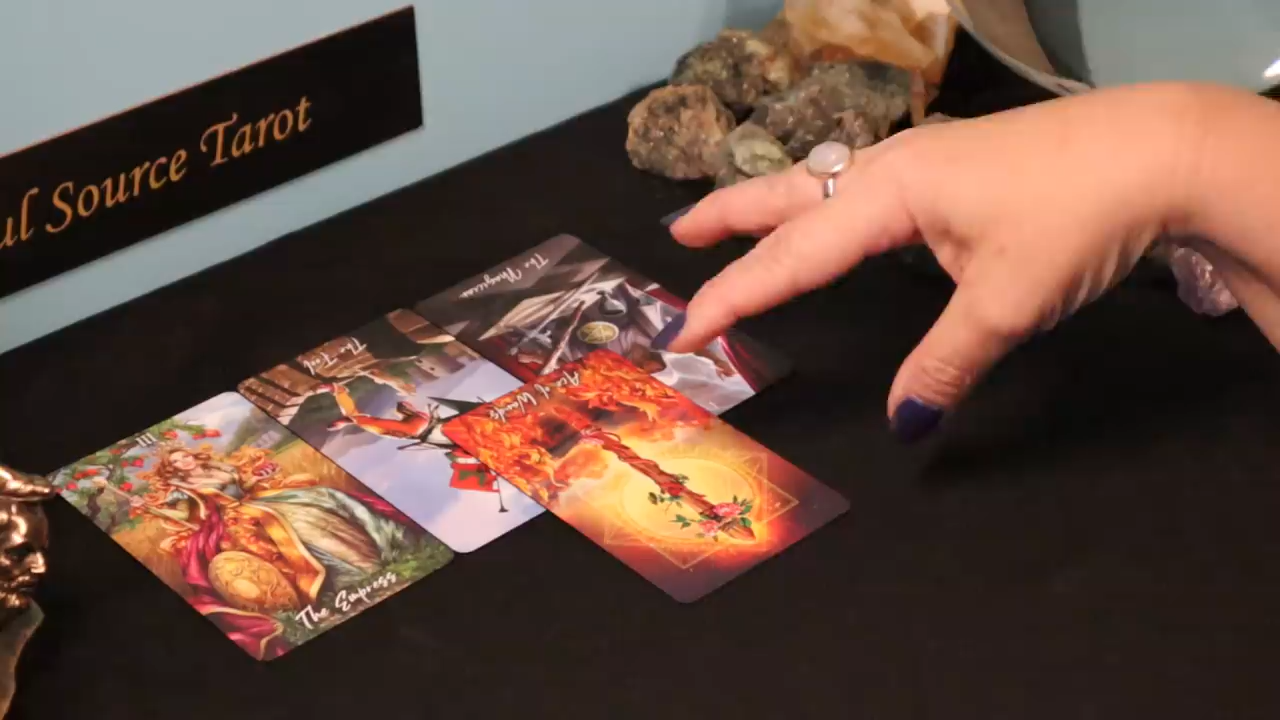 ul Source Tarot
The Magician
The Fool
Ace of Wands
III
The Empress